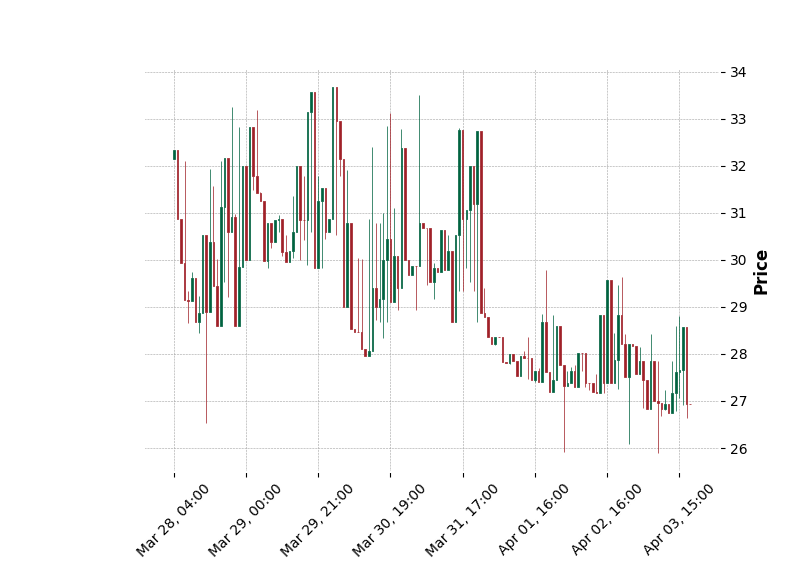 34
33
32
31
30
29
28
27
26
Price
Mar 28, 04:00
Mar 29, 00:00
Mar 29, 21:00
Mar 30, 19:00
Mar 31, 17:00
Apr 01, 16:00
Apr 02, 16:00
Apr 03, 15:00